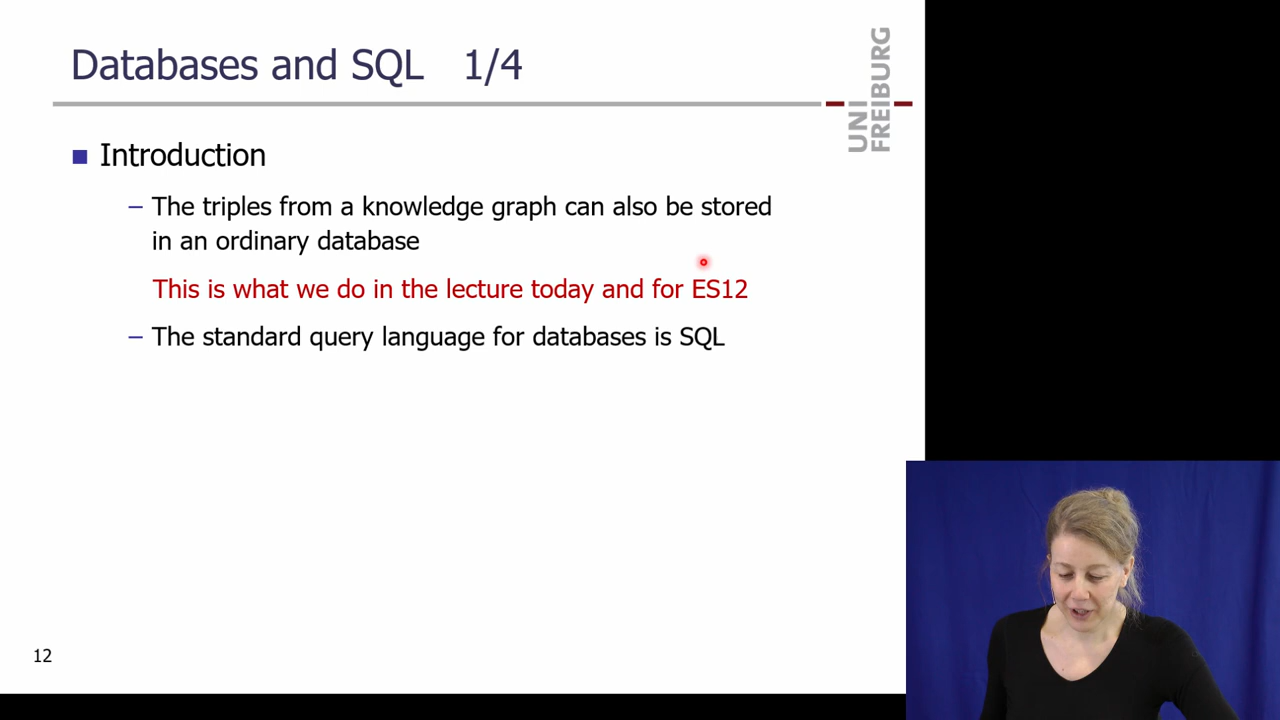 Databases and SQL 1/4
UNI
FREIBURG
Introduction
– The triples from a knowledge graph can also be stored
in an ordinary database
This is what we do in the lecture today and for ES12
– The standard query language for databases is SQL
12